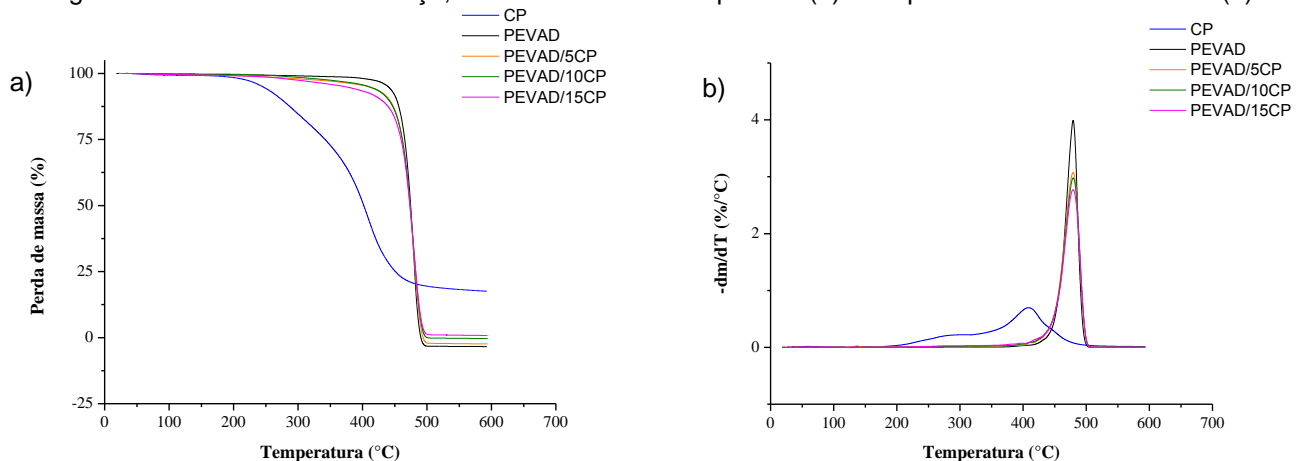 CP
PEVAD
PEVAD/5CP
PEVAD/10CP
PEVAD/15CP
a)
Perda de massa (%)
100
75
50
25
0
-25
0 100 200 300 400 500 600 700
Temperatura (°C)
CP
PEVAD
PEVAD/5CP
PEVAD/10CP
PEVAD/15CP
b)
-dm/dT (%/°C)
4
2
0
0 100 200 300 400 500 600 700
Temperatura (°C)